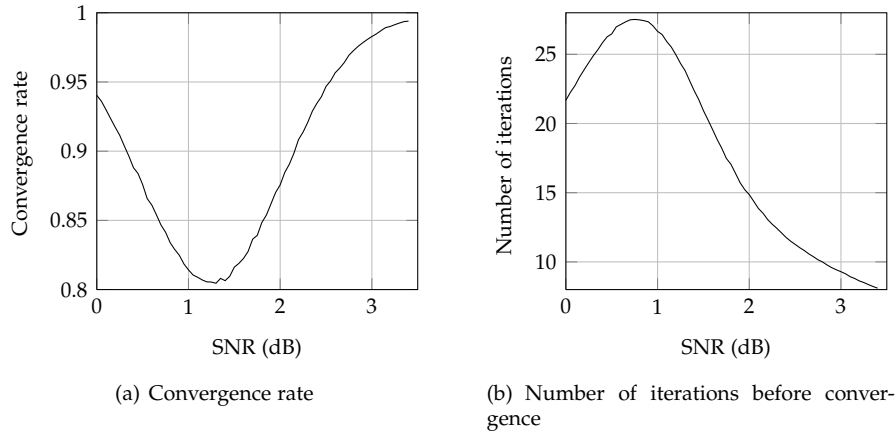 1
0.95
0.9
0.85
0.8
0
1
2
3
Convergence rate
SNR (dB)
(a) Convergence rate
25
20
15
10
0
1
2
3
Number of iterations
SNR (dB)
(b) Number of iterations before conver-
gence